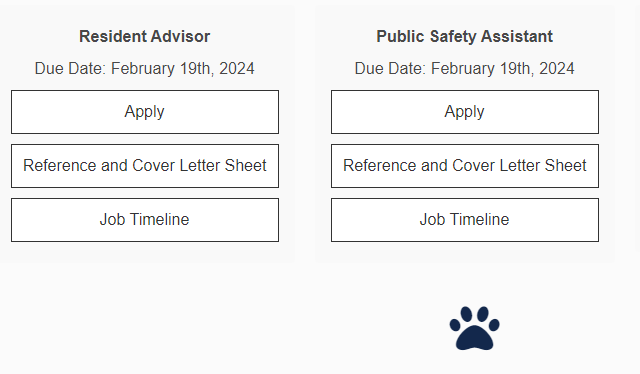 Resident Advisor
Due Date: February 19th, 2024
Apply
Reference and Cover Letter Sheet
Job Timeline
Public Safety Assistant
Due Date: February 19th, 2024
Apply
Reference and Cover Letter Sheet
Job Timeline